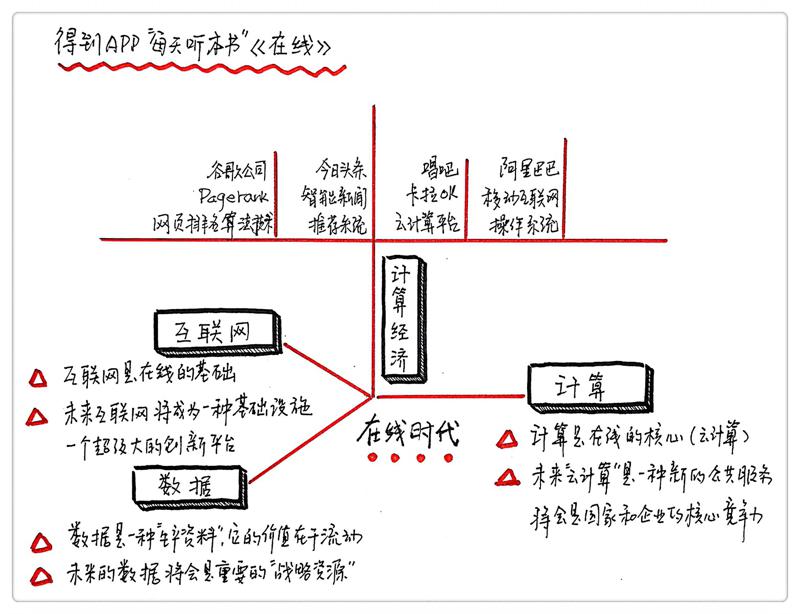 得到APP“每天听本书”《在线》
谷歌公司
Pagerank
网页排名算法技术
今日头条
智能新闻
推荐系统
唱吧
卡拉OK
云计算平台
阿里巴巴
移动互联网
操作系统
计算经济
互联网
互联网是在线的基础
未来互联网将成为一种基础设施
一个超级大的创新平台
在线时代
计算
计算是在线的核心(云计算)
未来“云计算”是一种新的公共服务
将会是国家和企业的核心竞争力
数据
数据是一种“生产资料”,它的价值在于流动
未来的数据将会是重要的“战略资源”